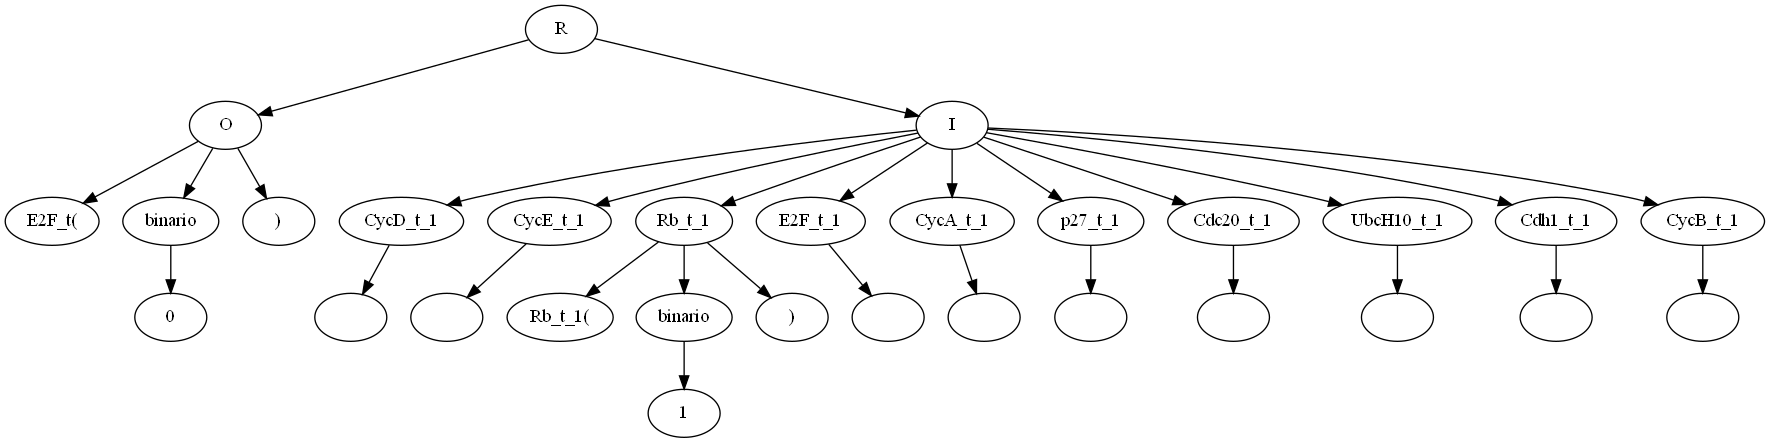 R
O I
E2F_t( binario ) CycD_t_1 CycE_t_1 Rb_t_1 E2F_t_1 CycA_t_1 p27_t_1 Cdc20_t_1 UbcH10_t_1 Cdh1_t_1 CycB_t_1
0 Rb_t_1( binario )
1